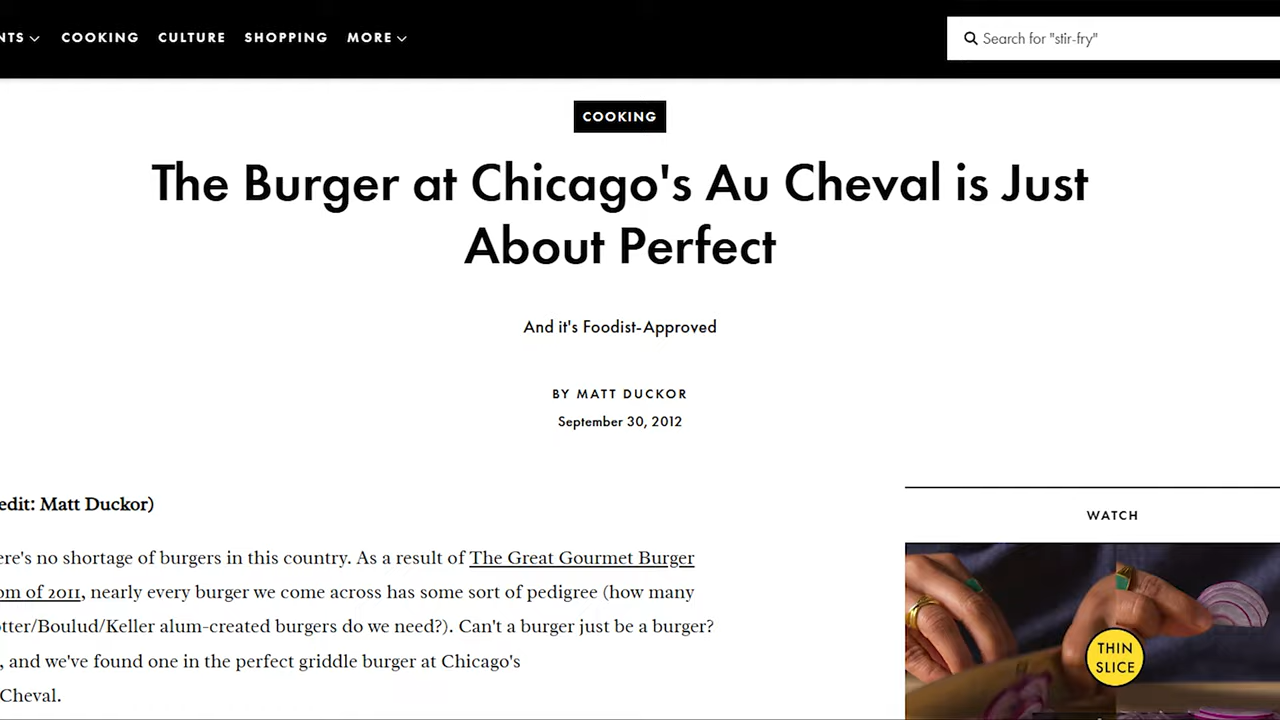 NTS
COOKING
CULTURE
SHOPPING
MORE
Search for "stir-fry"
COOKING
The Burger at Chicago's Au Cheval is Just
About Perfect
And it's Foodist-Approved
BY MATT DUCKOR
September 30, 2012
edit: Matt Duckor)
ere's no shortage of burgers in this country. As a result of The Great Gourmet Burger
om of 2011, nearly every burger we come across has some sort of pedigree (how many
otter/Boulud/Keller alum-created burgers do we need?). Can't a burger just be a burger?
, and we've found one in the perfect griddle burger at Chicago's
Cheval.
WATCH
THIN
SLICE